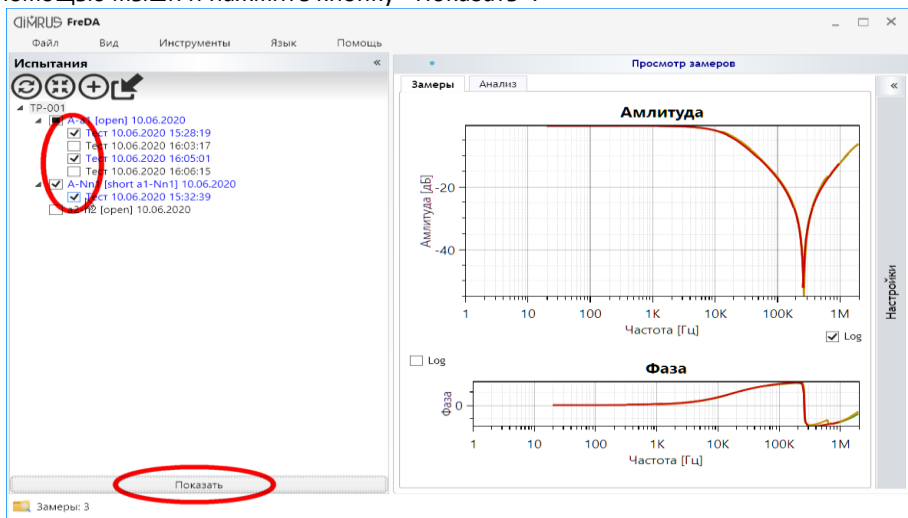 помощью мыши и нажмите кнопку "Показать".
DIMRUS FreDA
Файл Вид Инструменты Язык Помощь
Испытания «
Просмотр замеров
Замеры Анализ «
TP-001
A-a1 [open] 10.06.2020
Тест 10.06.2020 15:28:19
Тест 10.06.2020 16:03:17
Тест 10.06.2020 16:05:01
Тест 10.06.2020 16:06:15
A-Nn1 [short a1-Nn1] 10.06.2020
Тест 10.06.2020 15:32:39
a2-n2 [open] 10.06.2020
Амлитуда
Амлитуда [дБ]
-20
-40
1 10 100 1K 10K 100K 1M
Частота [Гц]
Log
Log
Фаза
Фаза
0
1 10 100 1K 10K 100K 1M
Частота [Гц]
Настройки
Показать
Замеры: 3